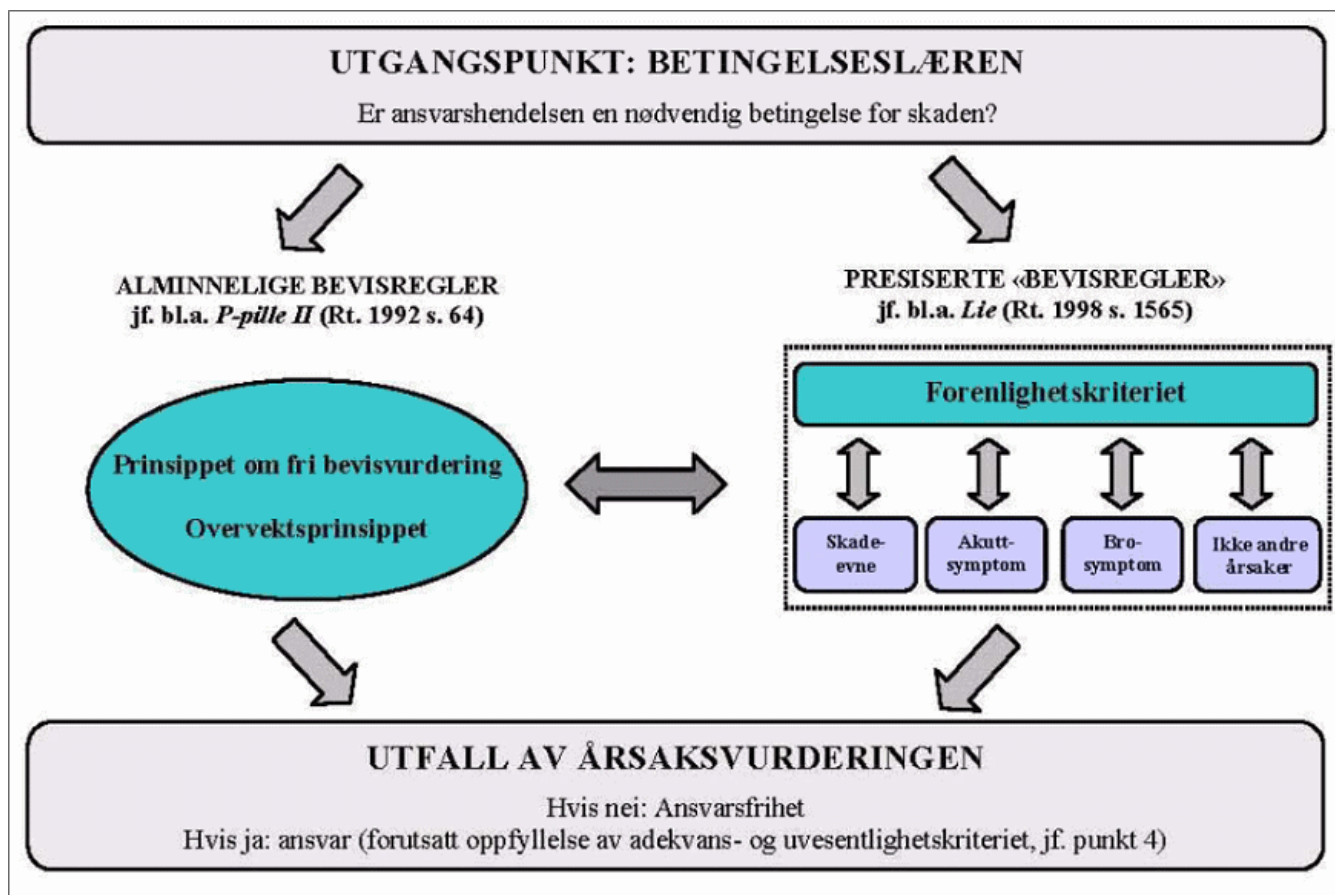 UTGANGSPUNKT: BETINGELSESLÆREN
Er ansvarshendelsen en nødvendig betingelse for skaden?
ALMINNELIGE BEVISREGLER
jf. bl.a. P-pille II (Rt. 1992 s. 64)
PRESISERTE «BEVISREGLER»
jf. bl.a. Lie (Rt. 1998 s. 1565)
Prinsippet om fri bevisvurdering
Overvektsprinsippet
Forenlighetskriteriet
Skade-
evne
Akutt-
symptom
Bro-
symptom
Ikke andre
årsaker
UTFALL AV ÅRSAKSVURDERINGEN
Hvis nei: Ansvarsfrihet
Hvis ja: ansvar (forutsatt oppfyllelse av adekvans- og uvesentlighetskriteriet, jf. punkt 4)